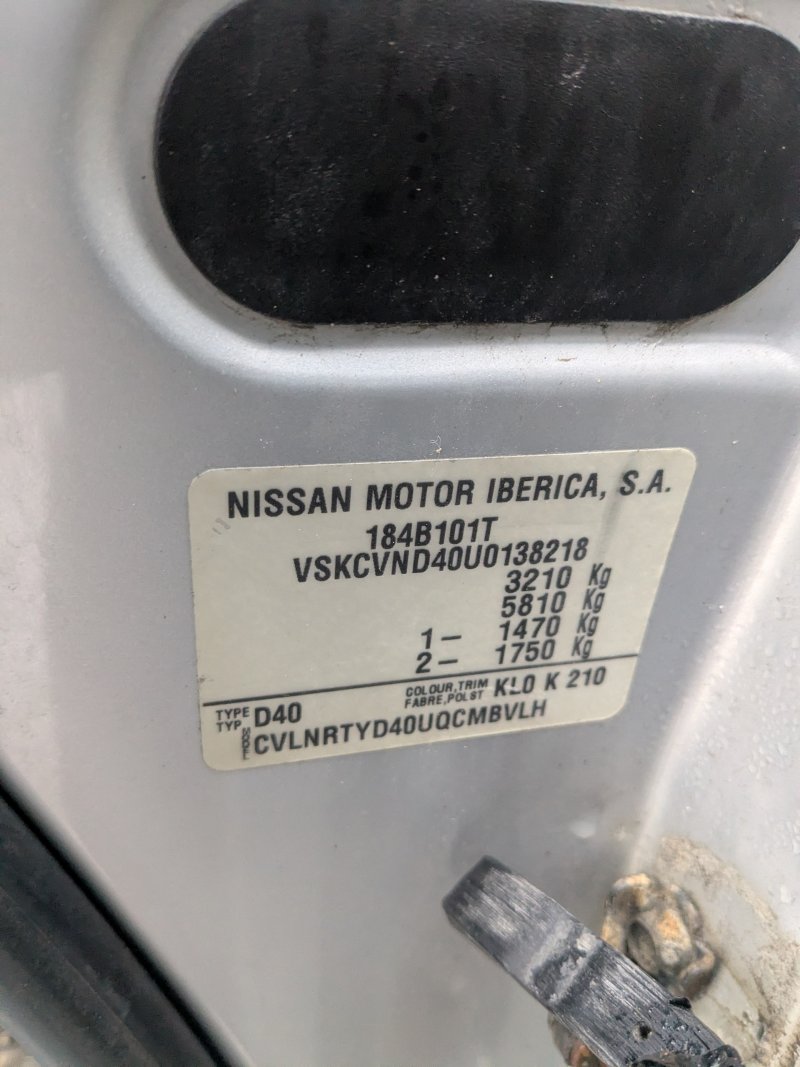 NISSAN MOTOR IBERICA, S.A.
184B101T
VSKCVND40U0138218
3210 Kg
5810 Kg
1- 1470 Kg
2- 1750 Kg
TYPE TYP D40 COLOUR,TRIM FABRE,POLST KL0 K 210
MODEL CVLNRTYD40UQCMBVLH